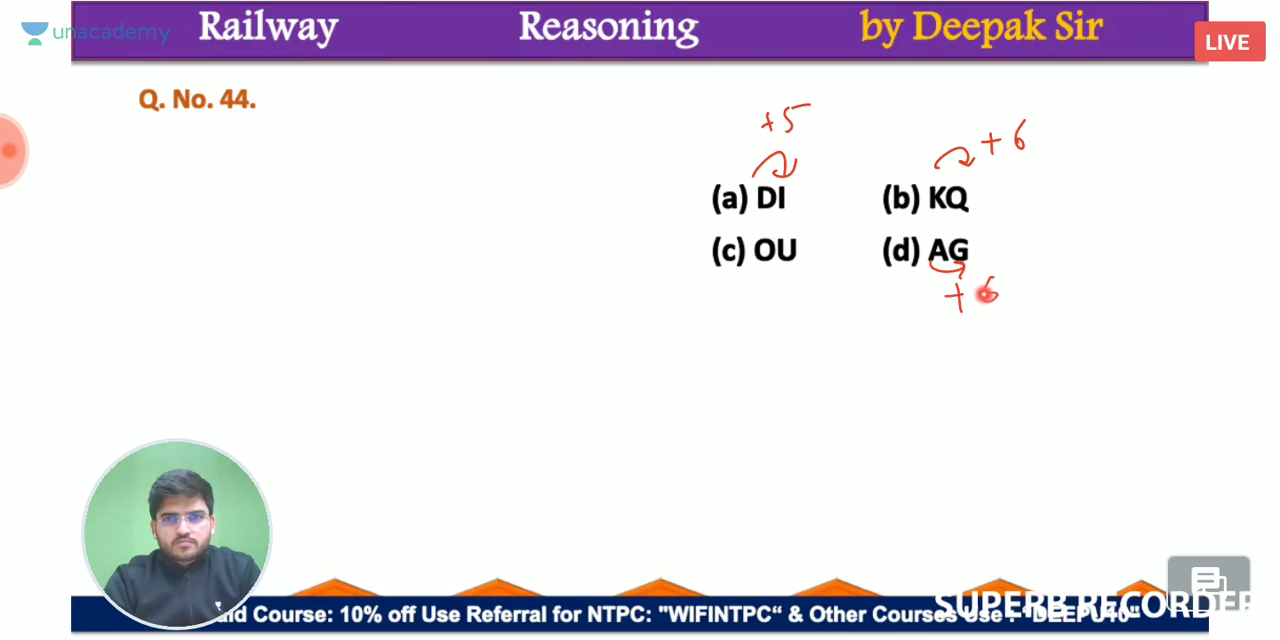 unacademy
Railway Reasoning by Deepak Sir
LIVE
Q. No. 44.
+5
+6
(a) DI (b) KQ
(c) OU (d) AG
+6
Course: 10% off Use Referral for NTPC: "WIFINTPC“ & Other Courses Use :
SUPERB RECORDER